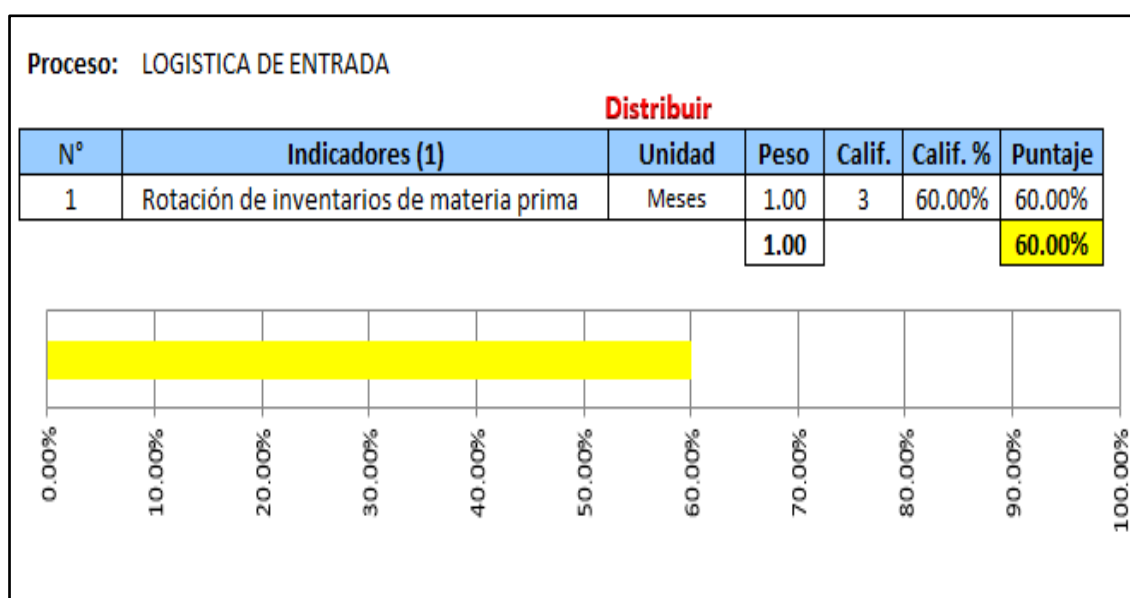 Proceso: LOGISTICA DE ENTRADA
Distribuir
N° Indicadores (1) Unidad Peso Calif. Calif. % Puntaje
1 Rotación de inventarios de materia prima Meses 1.00 3 60.00% 60.00%
1.00 60.00%
0.00% 10.00% 20.00% 30.00% 40.00% 50.00% 60.00% 70.00% 80.00% 90.00% 100.00%